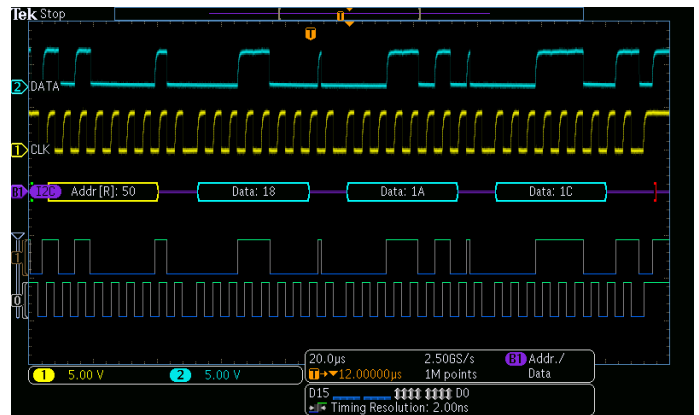 Tek Stop
T
T
2 DATA
1 CLK
B1 I2C Addr[R]: 50 Data: 18 Data: 1A Data: 1C
1
0
1 5.00 V 2 5.00 V
20.0µs 2.50GS/s B1 Addr./
T→▼12.00000µs 1M points Data
D15 D0
Timing Resolution: 2.00ns